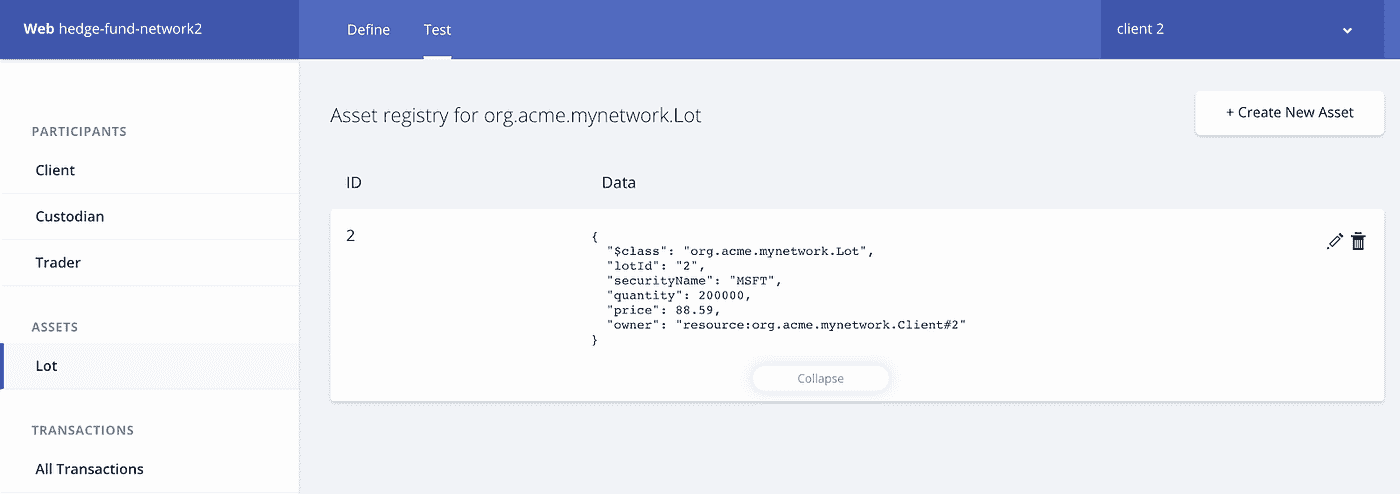 Web hedge-fund-network2
Define
Test
client 2
PARTICIPANTS
Client
Custodian
Trader
ASSETS
Lot
TRANSACTIONS
All Transactions
Asset registry for org.acme.mynetwork.Lot
+ Create New Asset
ID
Data
2
{
"$class": "org.acme.mynetwork.Lot",
"lotId": "2",
"securityName": "MSFT",
"quantity": 200000,
"price": 88.59,
"owner": "resource:org.acme.mynetwork.Client#2"
}
Collapse